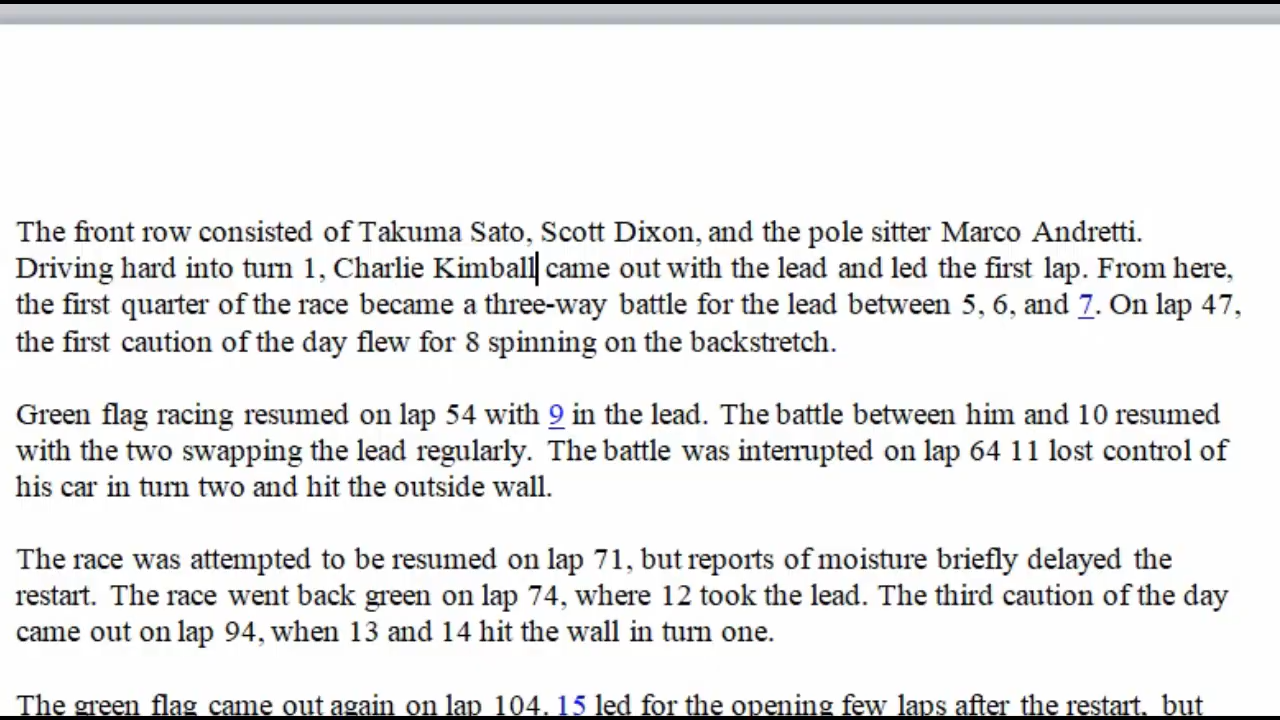 The front row consisted of Takuma Sato, Scott Dixon, and the pole sitter Marco Andretti.
Driving hard into turn 1, Charlie Kimball came out with the lead and led the first lap. From here,
the first quarter of the race became a three-way battle for the lead between 5, 6, and 7. On lap 47,
the first caution of the day flew for 8 spinning on the backstretch.
Green flag racing resumed on lap 54 with 9 in the lead. The battle between him and 10 resumed
with the two swapping the lead regularly. The battle was interrupted on lap 64 11 lost control of
his car in turn two and hit the outside wall.
The race was attempted to be resumed on lap 71, but reports of moisture briefly delayed the
restart. The race went back green on lap 74, where 12 took the lead. The third caution of the day
came out on lap 94, when 13 and 14 hit the wall in turn one.
The green flag came out again on lap 104. 15 led for the opening few laps after the restart, but